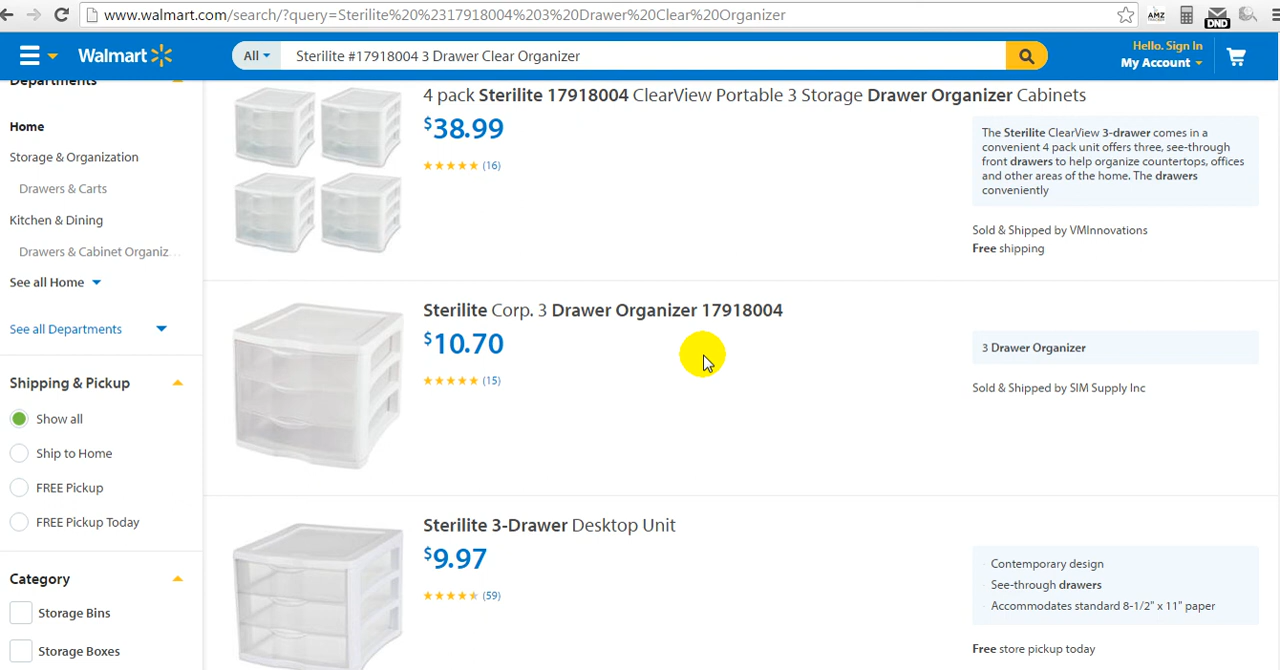 www.walmart.com/search/?query=Sterilite%20%2317918004%203%20Drawer%20Clear%20Organizer
AMZ
DND
Walmart
All
Sterilite #17918004 3 Drawer Clear Organizer
Hello. Sign In
My Account
Departments
Home
Storage & Organization
Drawers & Carts
Kitchen & Dining
Drawers & Cabinet Organiz...
See all Home
See all Departments
Shipping & Pickup
Show all
Ship to Home
FREE Pickup
FREE Pickup Today
Category
Storage Bins
Storage Boxes
4 pack Sterilite 17918004 ClearView Portable 3 Storage Drawer Organizer Cabinets
$38.99
(16)
The Sterilite ClearView 3-drawer comes in a
convenient 4 pack unit offers three, see-through
front drawers to help organize countertops, offices
and other areas of the home. The drawers
conveniently
Sold & Shipped by VMInnovations
Free shipping
Sterilite Corp. 3 Drawer Organizer 17918004
$10.70
(15)
3 Drawer Organizer
Sold & Shipped by SIM Supply Inc
Sterilite 3-Drawer Desktop Unit
$9.97
(59)
Contemporary design
See-through drawers
Accommodates standard 8-1/2" x 11" paper
Free store pickup today